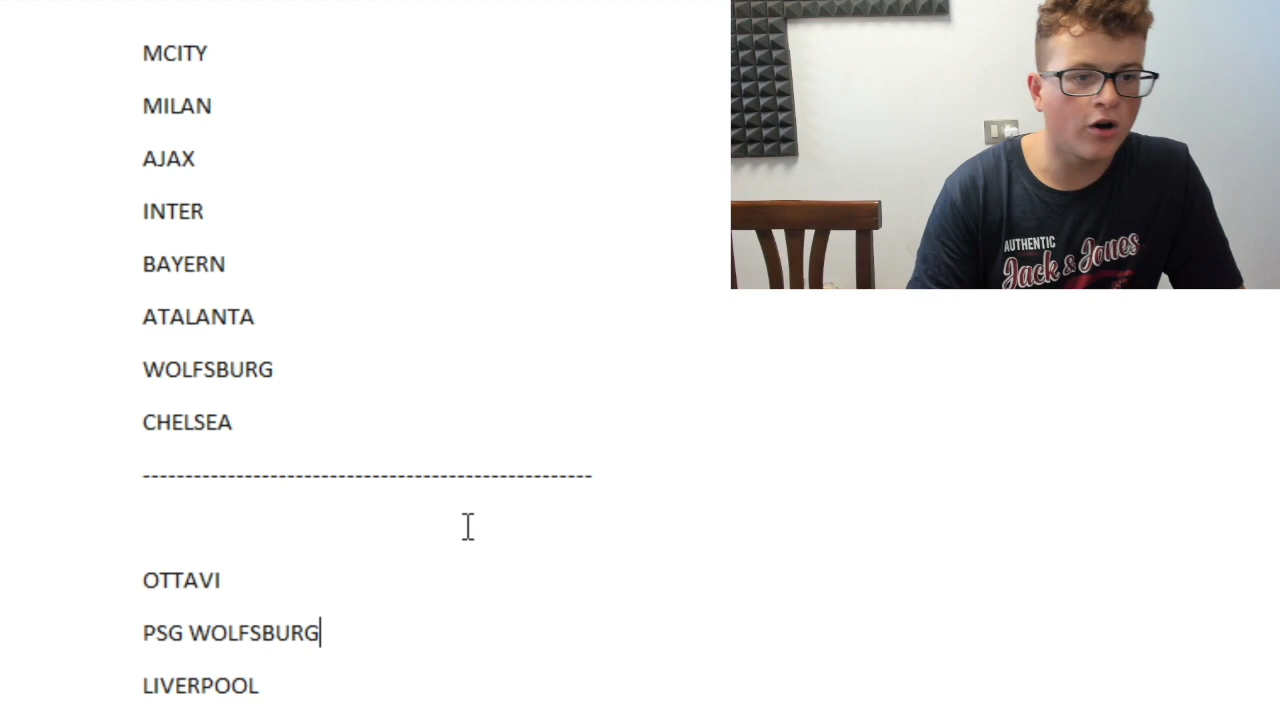 MCITY
MILAN
AJAX
INTER
BAYERN
ATALANTA
WOLFSBURG
CHELSEA
-----------------------------------------------------
OTTAVI
PSG WOLFSBURG
LIVERPOOL
AUTHENTIC
Jack & Jones